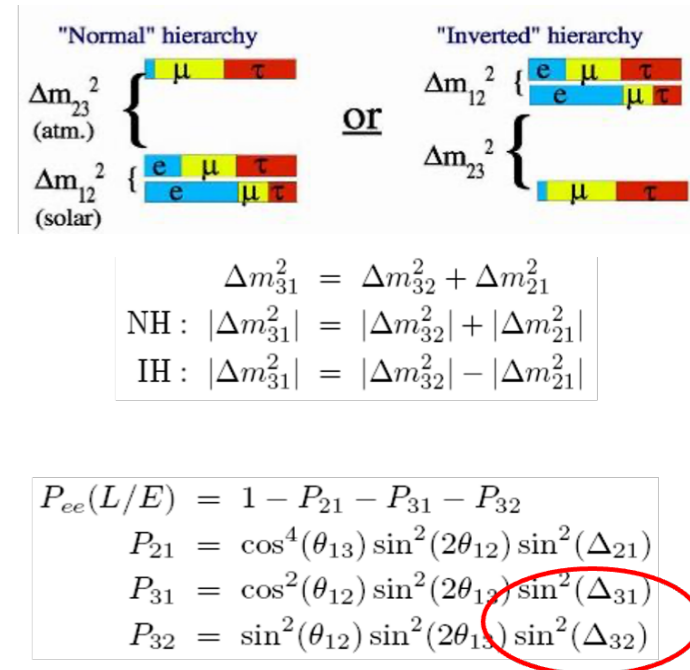 "Normal" hierarchy
μ τ
Δm₂₃²
(atm.)
e μ τ
e μ τ
Δm₁₂²
(solar)
or
"Inverted" hierarchy
Δm₁₂²
e μ τ
e μ τ
Δm₂₃²
μ τ
Δm²₃₁ = Δm²₃₂ + Δm²₂₁
NH : |Δm²₃₁| = |Δm²₃₂| + |Δm²₂₁|
IH : |Δm²₃₁| = |Δm²₃₂| − |Δm²₂₁|
Pₑₑ(L/E) = 1 − P₂₁ − P₃₁ − P₃₂
P₂₁ = cos⁴(θ₁₃) sin²(2θ₁₂) sin²(Δ₂₁)
P₃₁ = cos²(θ₁₂) sin²(2θ₁₃) sin²(Δ₃₁)
P₃₂ = sin²(θ₁₂) sin²(2θ₁₃) sin²(Δ₃₂)